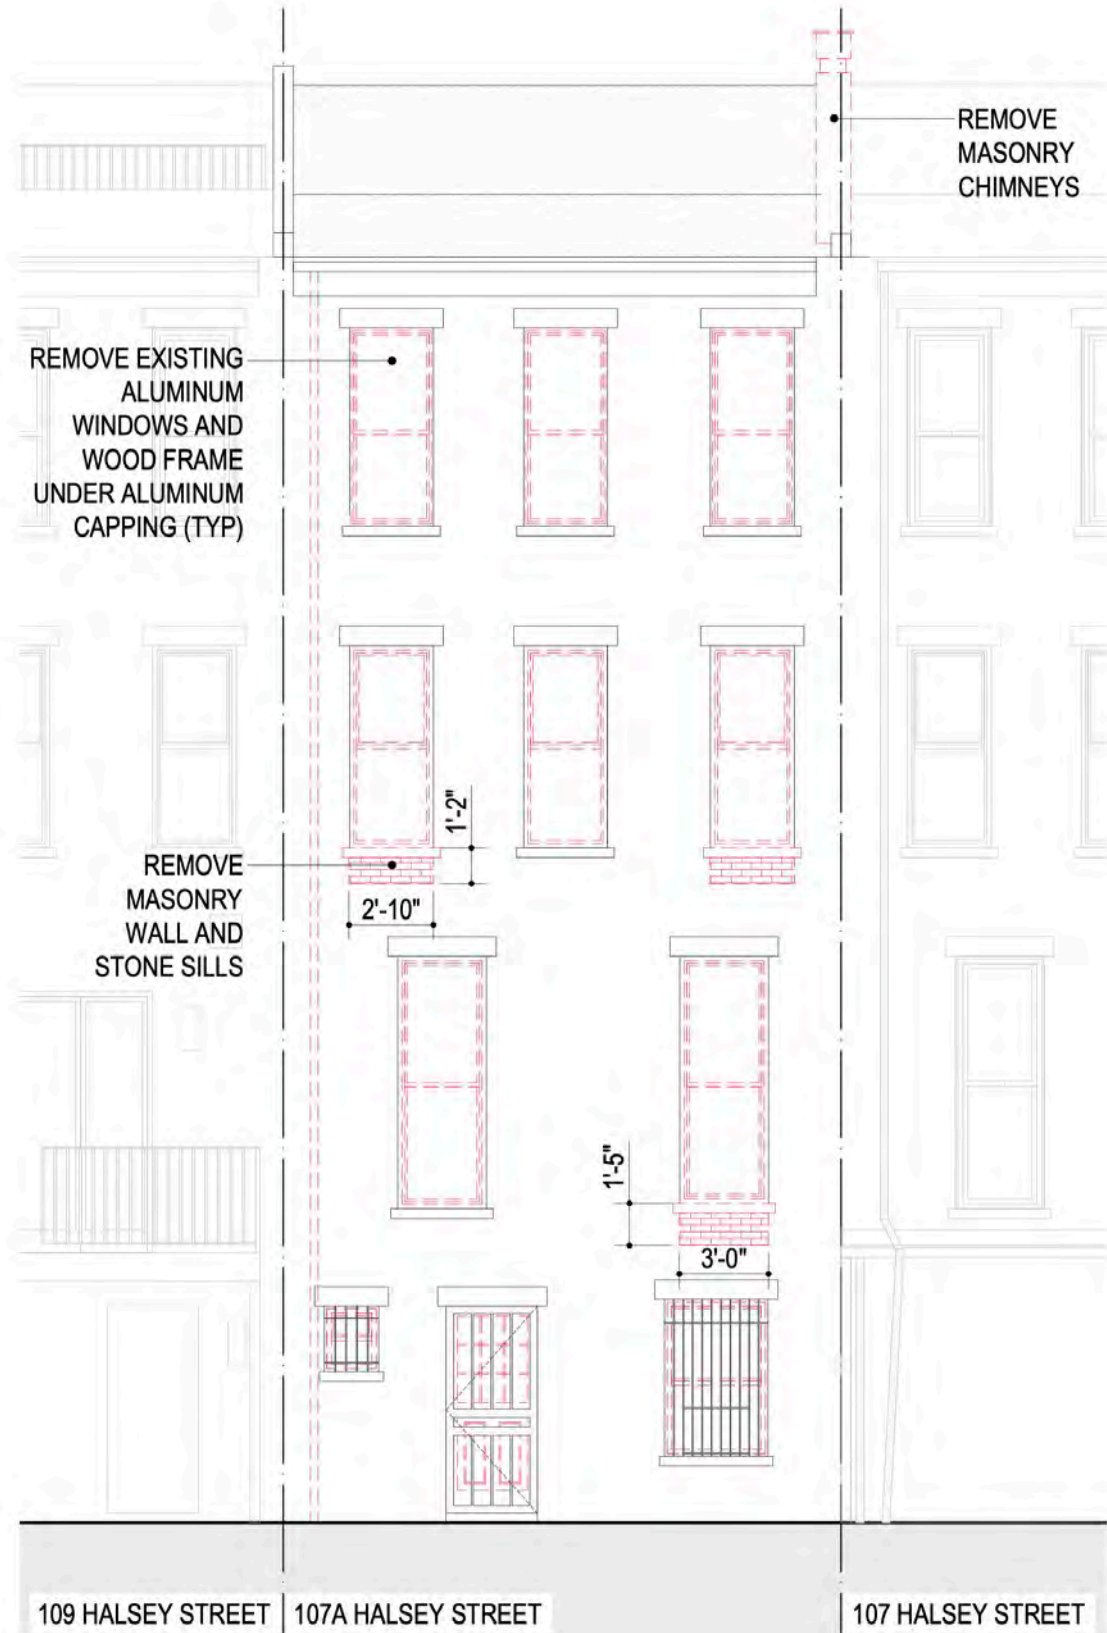 REMOVE
MASONRY
CHIMNEYS
REMOVE EXISTING
ALUMINUM
WINDOWS AND
WOOD FRAME
UNDER ALUMINUM
CAPPING (TYP)
1'-2"
REMOVE
MASONRY
WALL AND
STONE SILLS
2'-10"
1'-5"
3'-0"
109 HALSEY STREET
107A HALSEY STREET
107 HALSEY STREET